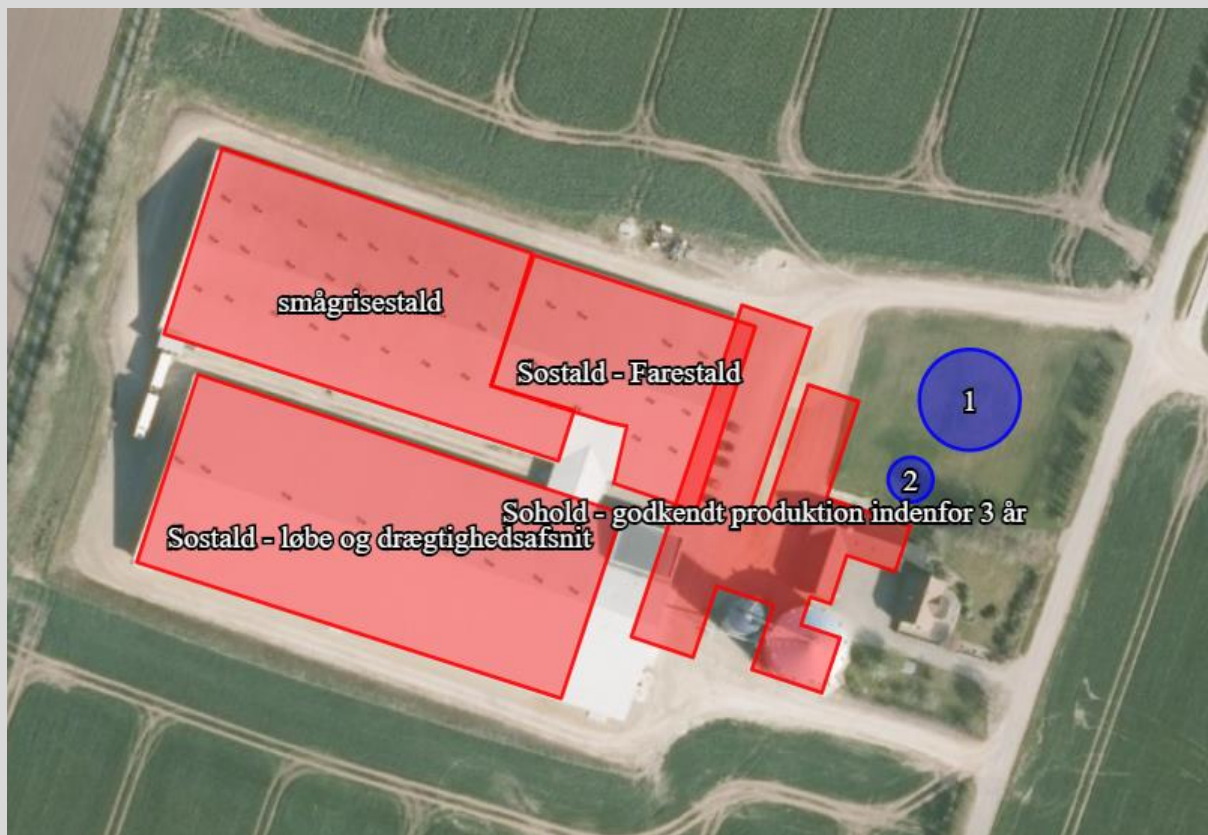 smågrisestald
Sostald - Farestald
1
2
Sohold - godkendt produktion indenfor 3 år
Sostald - løbe og drægtighedsafsnit